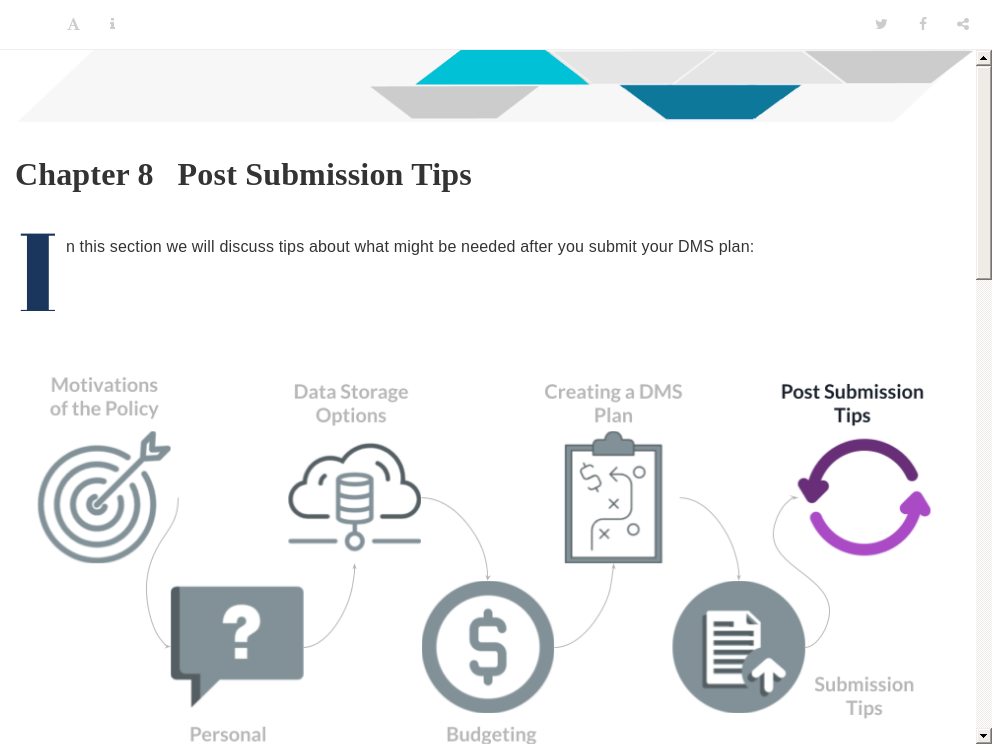 Chapter 8 Post Submission Tips
In this section we will discuss tips about what might be needed after you submit your DMS plan:
Motivations
of the Policy
Data Storage
Options
Creating a DMS
Plan
Post Submission
Tips
Submission
Tips
Personal
Budgeting